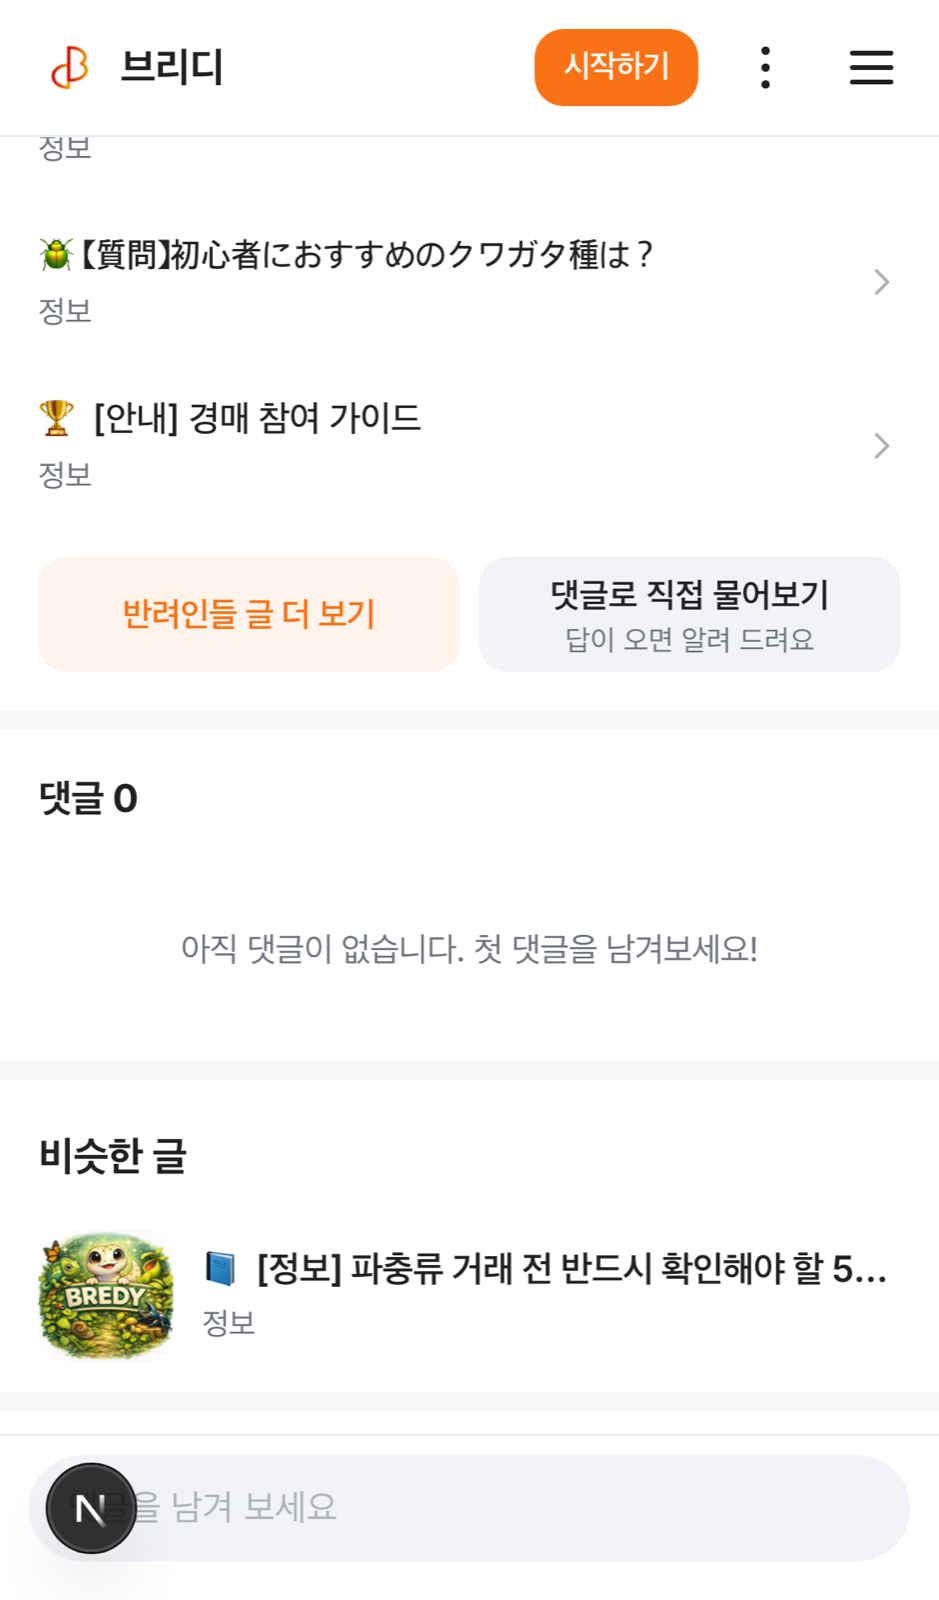 브리디
시작하기
정보
【質問】初心者におすすめのクワガタ種は？
정보
[안내] 경매 참여 가이드
정보
반려인들 글 더 보기
댓글로 직접 물어보기
답이 오면 알려 드려요
댓글 0
아직 댓글이 없습니다. 첫 댓글을 남겨보세요!
비슷한 글
BREDY
[정보] 파충류 거래 전 반드시 확인해야 할 5...
정보
N
을 남겨 보세요